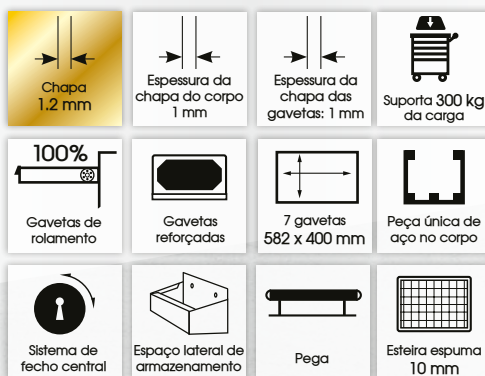 Chapa
1.2 mm
Espessura da
chapa do corpo
1 mm
Espessura da
chapa das
gavetas: 1 mm
Suporta 300 kg
da carga
100%
Gavetas de
rolamento
Gavetas
reforçadas
7 gavetas
582 x 400 mm
Peça única de
aço no corpo
Sistema de
fecho central
Espaço lateral de
armazenamento
Pega
Esteira espuma
10 mm